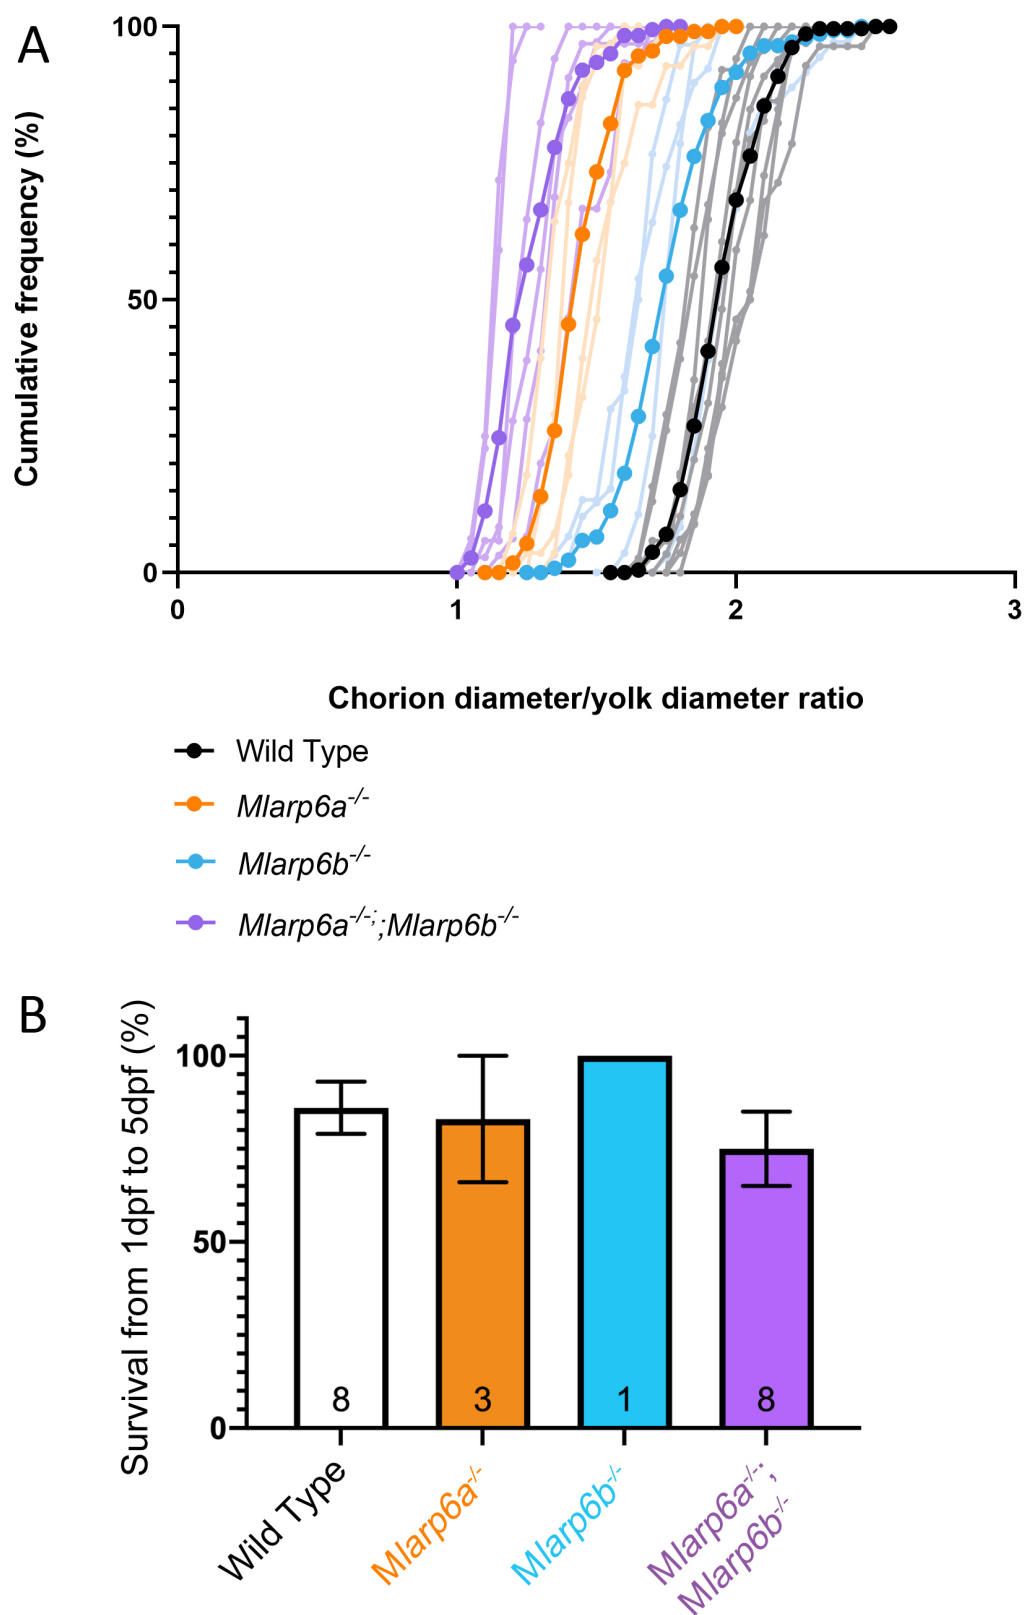 A
Cumulative frequency (%)
100
50
0
0 1 2 3
Chorion diameter/yolk diameter ratio
Wild Type
Mlarp6a-/-
Mlarp6b-/-
Mlarp6a-/-;;Mlarp6b-/-
B
Survival from 1dpf to 5dpf (%)
100
50
0
8 3 1 8
Wild Type
Mlarp6a-/-
Mlarp6b-/-
Mlarp6a-/-;
Mlarp6b-/-